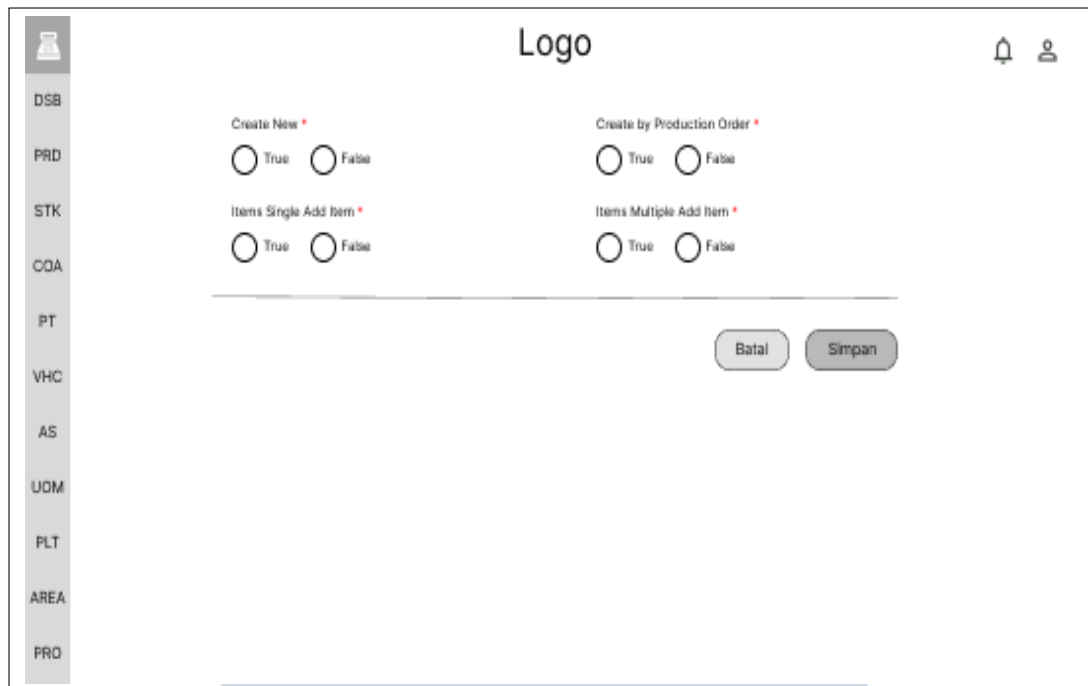 Logo
DSB
PRD
STK
COA
PT
VHC
AS
UOM
PLT
AREA
PRO
Create New *
True False
Create by Production Order *
True False
Items Single Add Item *
True False
Items Multiple Add Item *
True False
Batal Simpan